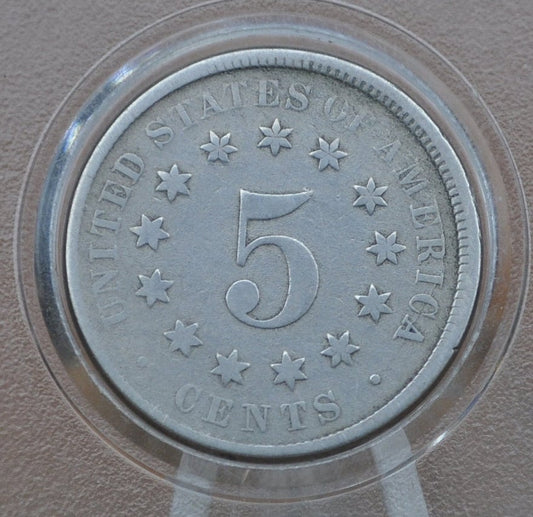 UNITED STATES OF AMERICA
5
CENTS